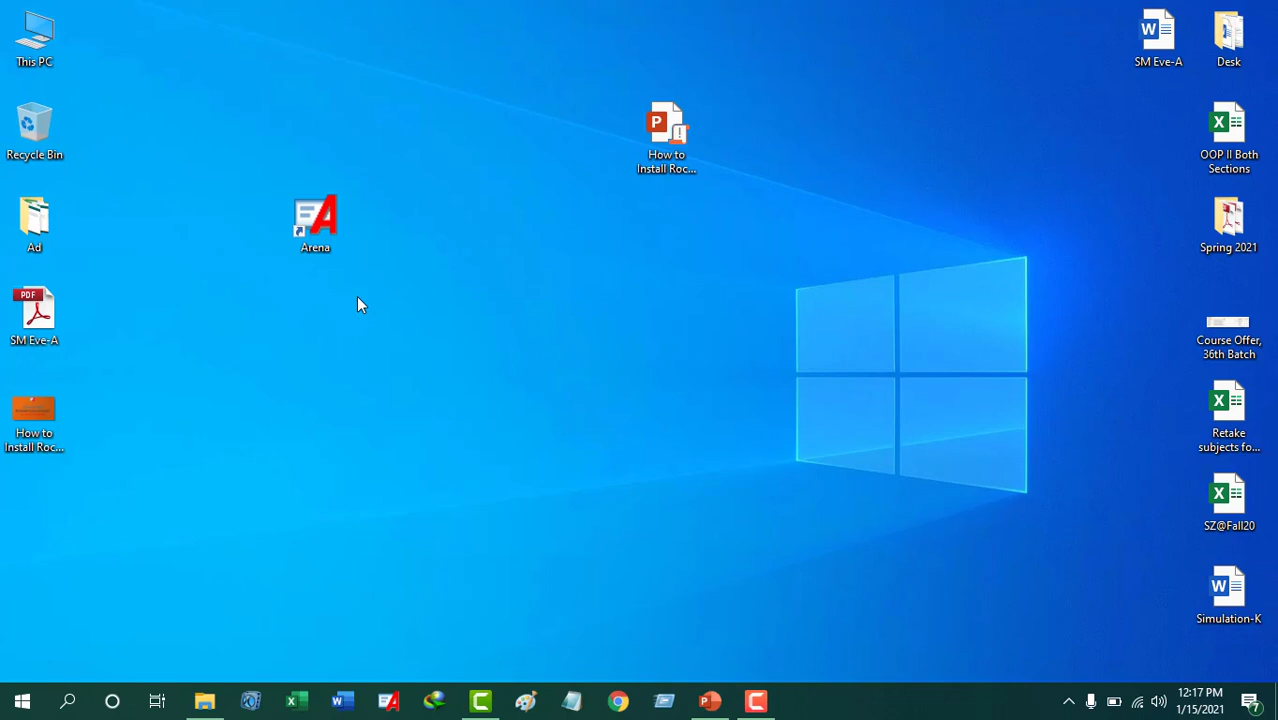 This PC
Recycle Bin
Ad
PDF
SM Eve-A
How to
Install Roc...
Arena
How to
Install Roc...
SM Eve-A
Desk
OOP II Both
Sections
Spring 2021
Course Offer,
36th Batch
Retake
subjects fo...
SZ@Fall20
Simulation-K
12:17 PM
1/15/2021
7